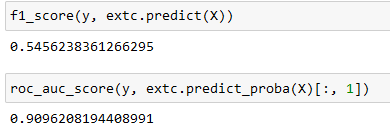 f1_score(y, extc.predict(X))
0.5456238361266295
roc_auc_score(y, extc.predict_proba(X)[:, 1])
0.9096208194408991